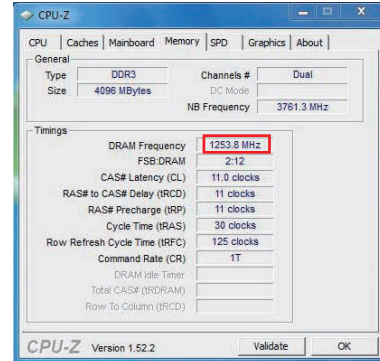 CPU-Z
CPU Caches Mainboard Memory SPD Graphics About
General
Type DDR3 Channels # Dual
Size 4096 MBytes DC Mode
NB Frequency 3761.3 MHz
Timings
DRAM Frequency 1253.8 MHz
FSB:DRAM 2:12
CAS# Latency (CL) 11.0 clocks
RAS# to CAS# Delay (tRCD) 11 clocks
RAS# Precharge (tRP) 11 clocks
Cycle Time (tRAS) 30 clocks
Row Refresh Cycle Time (tRFC) 125 clocks
Command Rate (CR) 1T
DRAM Idle Timer
Total CAS# (tRDRAM)
Row To Column (tRCD)
CPU-Z Version 1.52.2 Validate OK